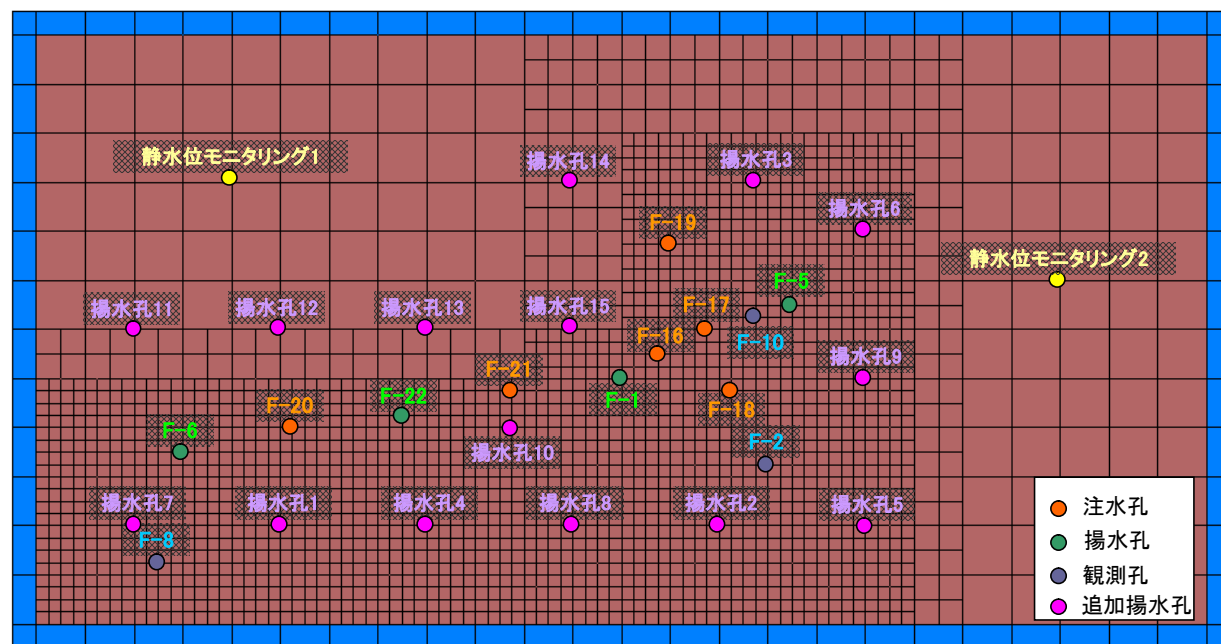 静水位モニタリング1
揚水孔14
揚水孔3
揚水孔6
F-19
静水位モニタリング2
F-5
揚水孔11
揚水孔12
揚水孔13
揚水孔15
F-17
F-16
F-10
揚水孔9
F-21
F-22
F-1
F-20
F-18
F-6
F-2
揚水孔10
揚水孔7
揚水孔1
揚水孔4
揚水孔8
揚水孔2
揚水孔5
F-8
注水孔
揚水孔
観測孔
追加揚水孔